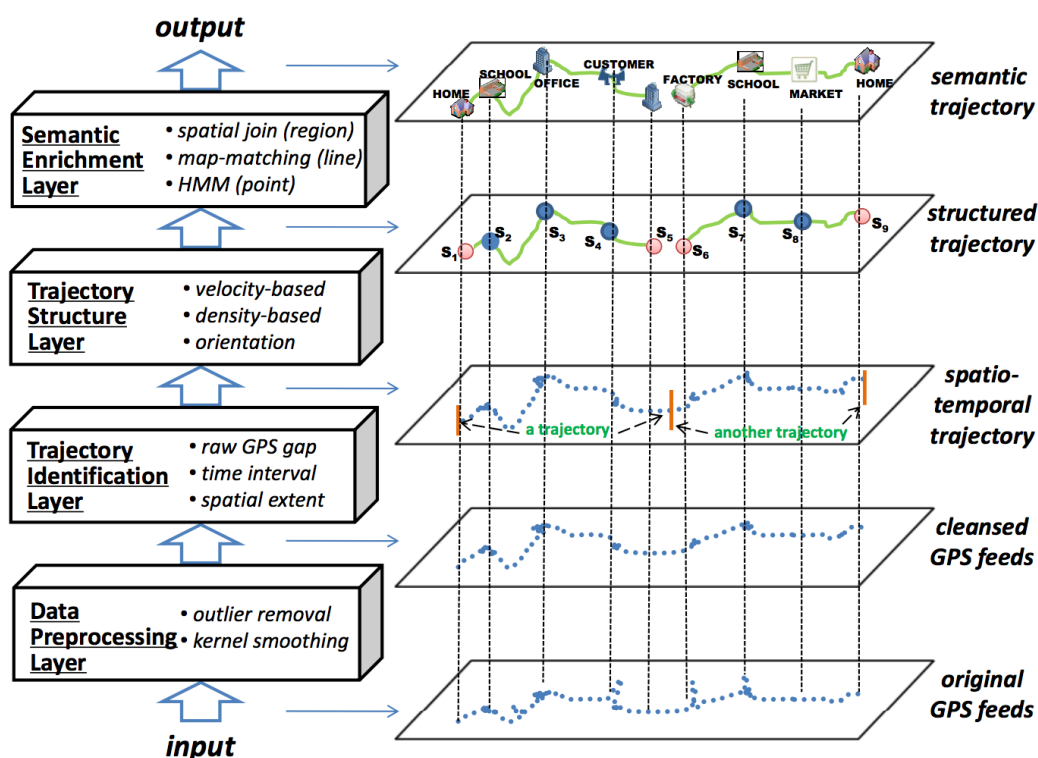 output
Semantic
Enrichment
Layer
• spatial join (region)
• map-matching (line)
• HMM (point)
HOME
SCHOOL
OFFICE
CUSTOMER
FACTORY
SCHOOL
MARKET
HOME
semantic
trajectory
Trajectory
Structure
Layer
• velocity-based
• density-based
• orientation
S1
S2
S3
S4
S5
S6
S7
S8
S9
structured
trajectory
Trajectory
Identification
Layer
• raw GPS gap
• time interval
• spatial extent
a trajectory
another trajectory
spatio-
temporal
trajectory
Data
Preprocessing
Layer
• outlier removal
• kernel smoothing
cleansed
GPS feeds
original
GPS feeds
input